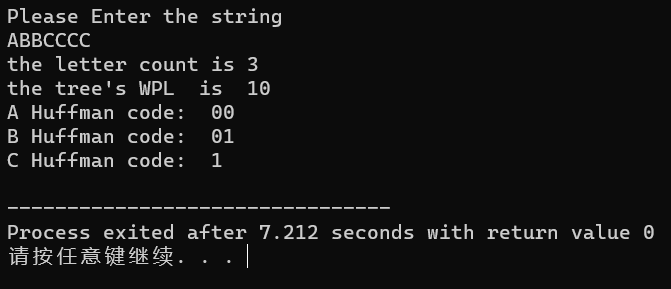 Please Enter the string
ABBCCCC
the letter count is 3
the tree's WPL  is  10
A Huffman code:  00
B Huffman code:  01
C Huffman code:  1
--------------------------------
Process exited after 7.212 seconds with return value 0
请按任意键继续. . .